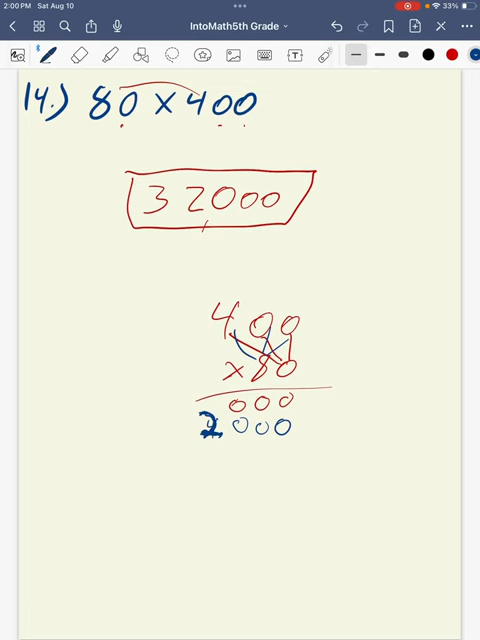 2:00 PM Sat Aug 10
33%
IntoMath5th Grade
14.) 80 x 400
32000
400
x 80
000
2000